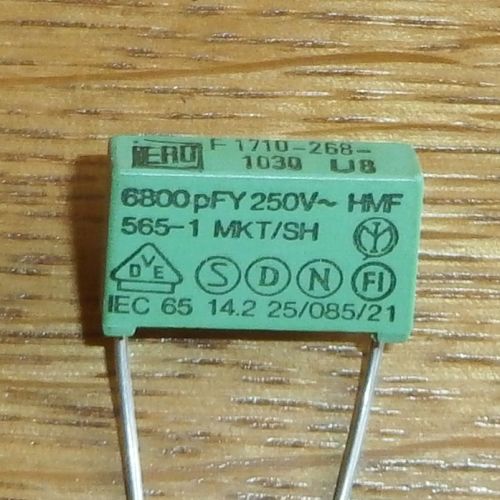 ERO F 1710-268-
1030 U8
6800pFY 250V~ HMF
565-1 MKT/SH
DVE S D N FI
IEC 65 14.2 25/085/21